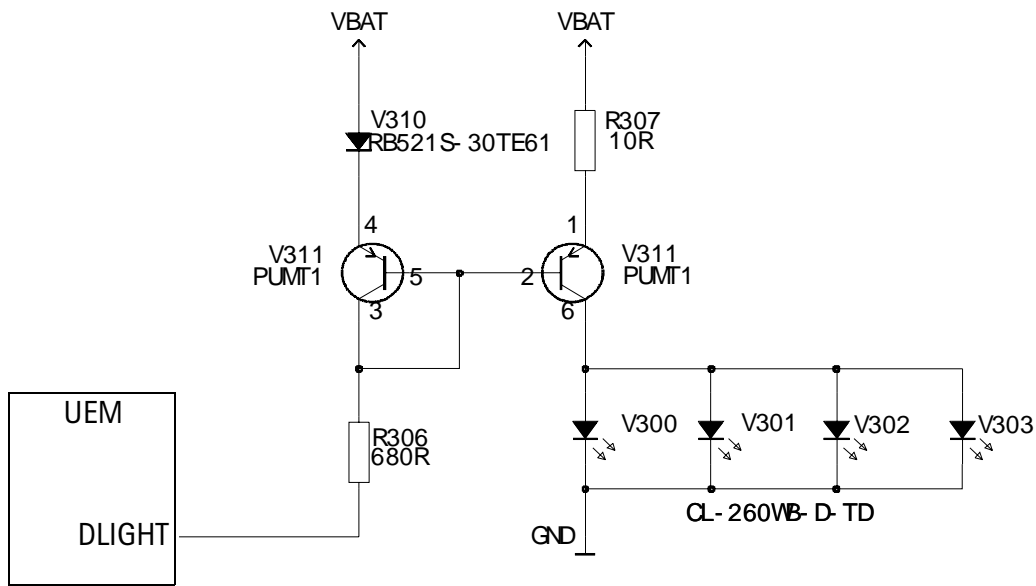 VBAT
VBAT
V310
RB521S-30TE61
R307
10R
4
1
V311
PUMT1
5
2
V311
PUMT1
3
6
UEM
R306
680R
V300
V301
V302
V303
DLIGHT
CL-260WB-D-TD
GND